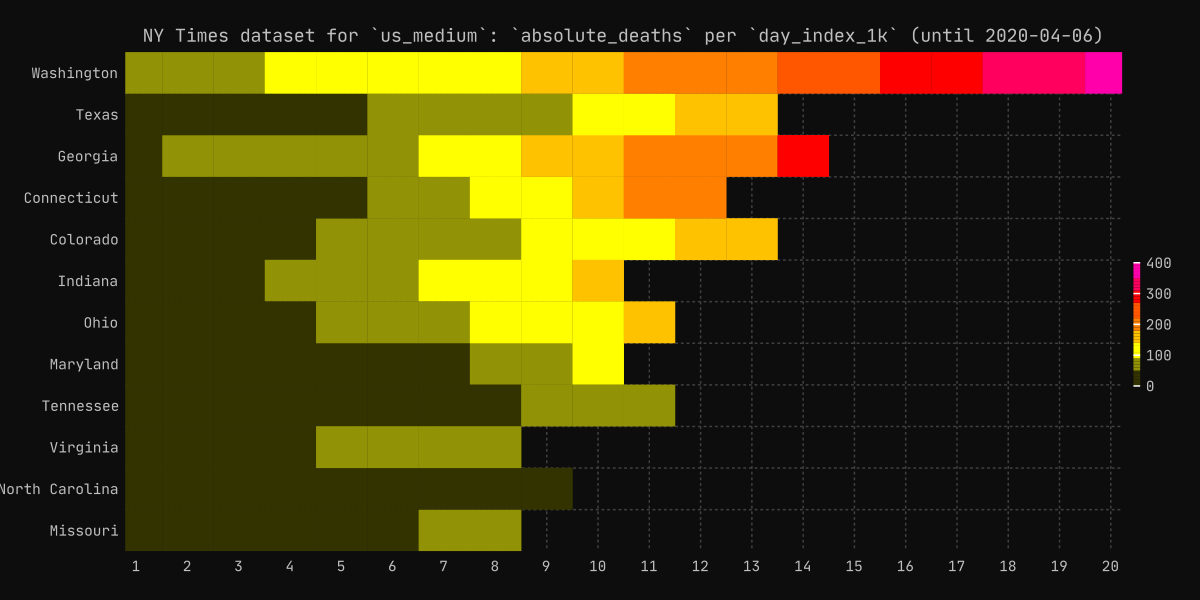 NY Times dataset for `us_medium`: `absolute_deaths` per `day_index_1k` (until 2020-04-06)
Washington
Texas
Georgia
Connecticut
Colorado
Indiana
Ohio
Maryland
Tennessee
Virginia
North Carolina
Missouri
1 2 3 4 5 6 7 8 9 10 11 12 13 14 15 16 17 18 19 20
400
300
200
100
0